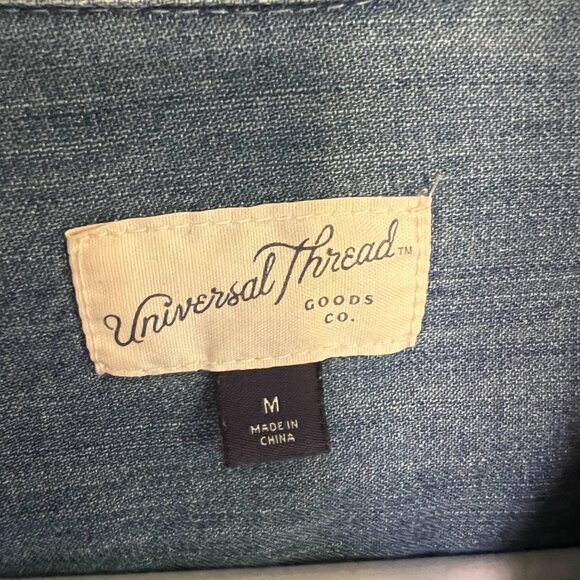 Universal Thread™
GOODS
CO.
M
MADE IN
CHINA